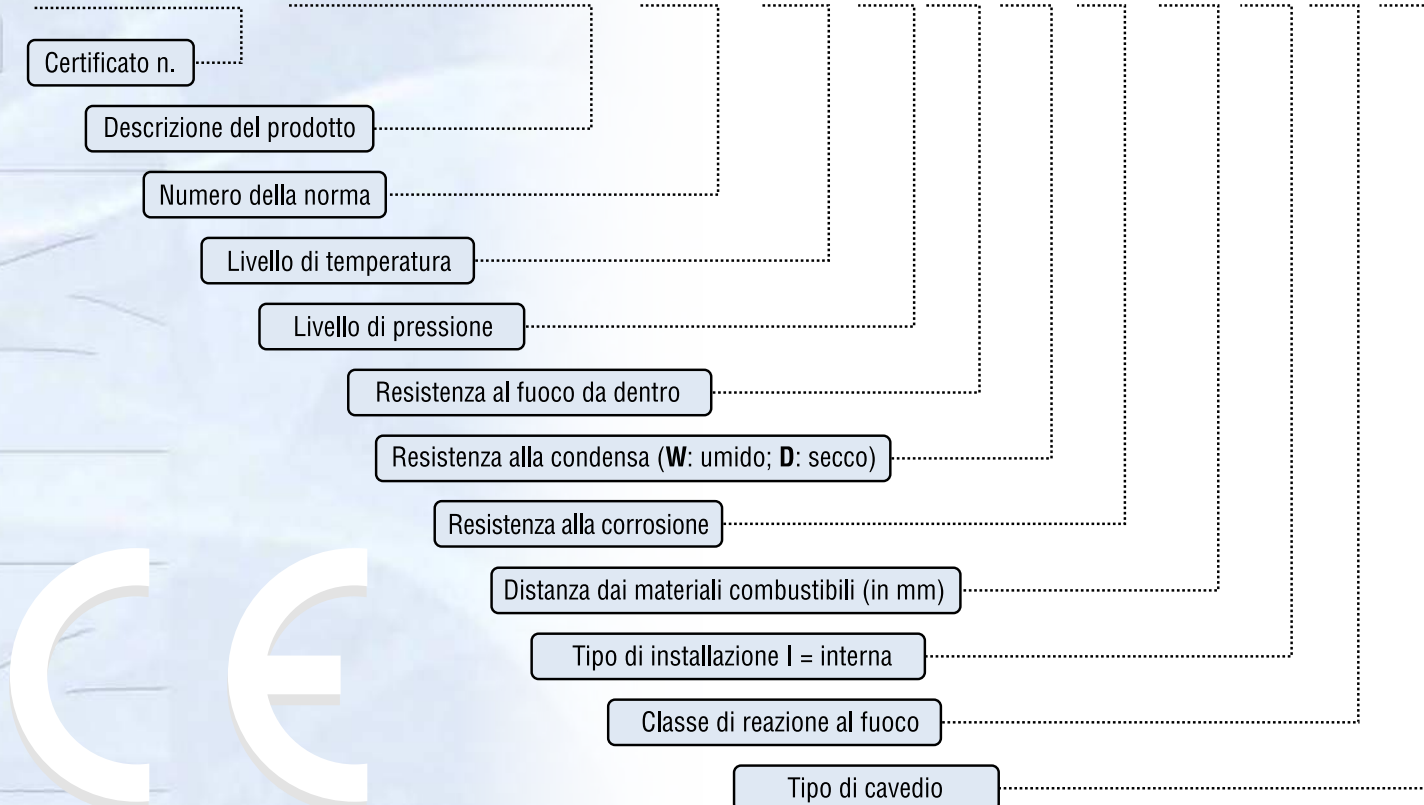 Certificato n.
Descrizione del prodotto
Numero della norma
Livello di temperatura
Livello di pressione
Resistenza al fuoco da dentro
Resistenza alla condensa (W: umido; D: secco)
Resistenza alla corrosione
Distanza dai materiali combustibili (in mm)
Tipo di installazione I = interna
Classe di reazione al fuoco
Tipo di cavedio
CE